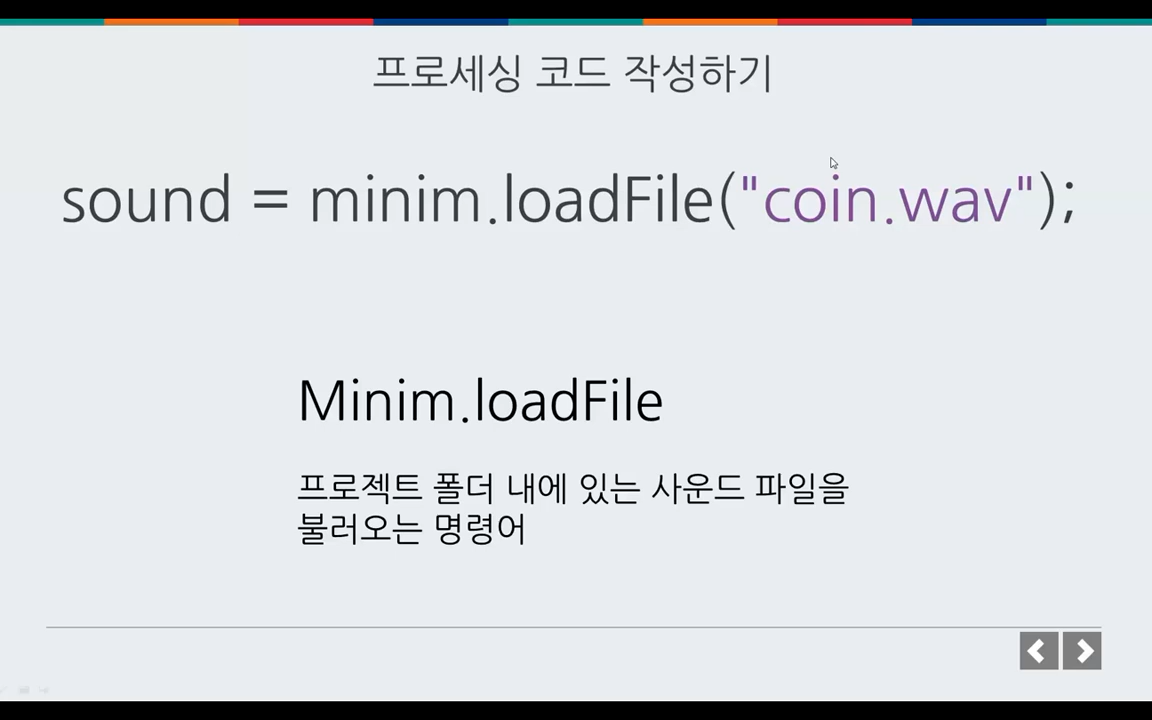 프로세싱 코드 작성하기
sound = minim.loadFile("coin.wav");
Minim.loadFile
프로젝트 폴더 내에 있는 사운드 파일을
불러오는 명령어